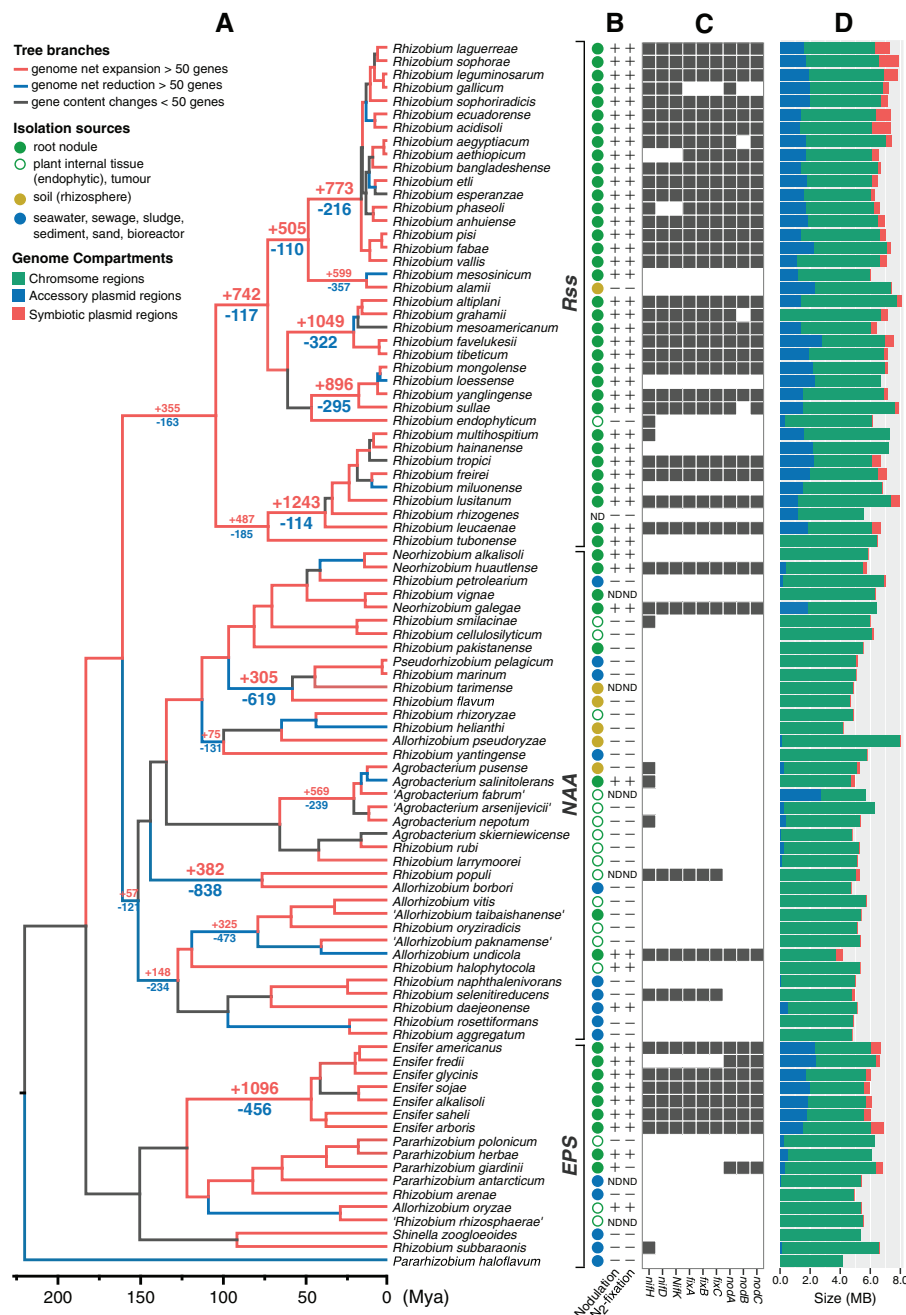 A
B
C
D
Tree branches
genome net expansion > 50 genes
genome net reduction > 50 genes
gene content changes < 50 genes
Isolation sources
root nodule
plant internal tissue
(endophytic), tumour
soil (rhizosphere)
seawater, sewage, sludge,
sediment, sand, bioreactor
Genome Compartments
Chromsome regions
Accessory plasmid regions
Symbiotic plasmid regions
Rhizobium laguerreae + +
Rhizobium sophorae + +
Rhizobium leguminosarum + +
Rhizobium gallicum + +
Rhizobium sophoriradicis + +
Rhizobium ecuadorense + +
Rhizobium acidisoli + +
Rhizobium aegyptiacum + +
Rhizobium aethiopicum + +
Rhizobium bangladeshense + +
Rhizobium etli + +
Rhizobium esperanzae + +
Rhizobium phaseoli + +
Rhizobium anhuiense + +
Rhizobium pisi + +
Rhizobium fabae + +
Rhizobium vallis + +
Rhizobium mesosinicum + +
Rhizobium alamii − −
Rhizobium altiplani + +
Rhizobium grahamii + +
Rhizobium mesoamericanum + +
Rhizobium favelukesii + +
Rhizobium tibeticum + +
Rhizobium mongolense + +
Rhizobium loessense + +
Rhizobium yanglingense + +
Rhizobium sullae + +
Rhizobium endophyticum − −
Rhizobium multihospitium + +
Rhizobium hainanense + +
Rhizobium tropici + +
Rhizobium freirei + +
Rhizobium miluonense + +
Rhizobium lusitanum + +
Rhizobium rhizogenes ND − −
Rhizobium leucaenae + +
Rhizobium tubonense + +
Neorhizobium alkalisoli + +
Neorhizobium huautlense + +
Rhizobium petrolearium − −
Rhizobium vignae NDND
Neorhizobium galegae + +
Rhizobium smilacinae − −
Rhizobium cellulosilyticum − −
Rhizobium pakistanense − −
Pseudorhizobium pelagicum − −
Rhizobium marinum − −
Rhizobium tarimense NDND
Rhizobium flavum − −
Rhizobium rhizoryzae − −
Rhizobium helianthi − −
Allorhizobium pseudoryzae − −
Rhizobium yantingense − −
Agrobacterium pusense − −
Agrobacterium salinitolerans + +
'Agrobacterium fabrum' NDND
'Agrobacterium arsenijevicii' − −
Agrobacterium nepotum − −
Agrobacterium skierniewicense − −
Rhizobium rubi − −
Rhizobium larrymoorei − −
Rhizobium populi NDND
Allorhizobium borbori − −
Allorhizobium vitis − −
'Allorhizobium taibaishanense' − −
Rhizobium oryziradicis − −
'Allorhizobium paknamense' − −
Allorhizobium undicola + +
Rhizobium halophytocola + +
Rhizobium naphthalenivorans − −
Rhizobium selenitireducens − −
Rhizobium daejeonense + +
Rhizobium rosettiformans − −
Rhizobium aggregatum − −
Ensifer americanus + +
Ensifer fredii + +
Ensifer glycinis + +
Ensifer sojae + +
Ensifer alkalisoli + +
Ensifer saheli + +
Ensifer arboris + +
Pararhizobium polonicum − −
Pararhizobium herbae + +
Pararhizobium giardinii + −
Pararhizobium antarcticum NDND
Rhizobium arenae − −
Allorhizobium oryzae + +
'Rhizobium rhizosphaerae' NDND
Shinella zoogloeoides − −
Rhizobium subbaraonis − −
Pararhizobium haloflavum − −
+773
-216
+505
-110
+599
-357
+742
-117
+1049
-322
+896
-295
+355
-163
+1243
-114
+487
-185
+305
-619
+75
-131
+569
-239
+382
-838
+57
-121
+325
-473
+148
-234
+1096
-456
Rss
NAA
EPS
200
150
100
50
0
(Mya)
Nodulation
N2-fixation
nifH
nifD
NifK
fixA
fixB
fixC
nodA
nodB
nodC
0
2.0
4.0
6.0
8.0
Size (MB)